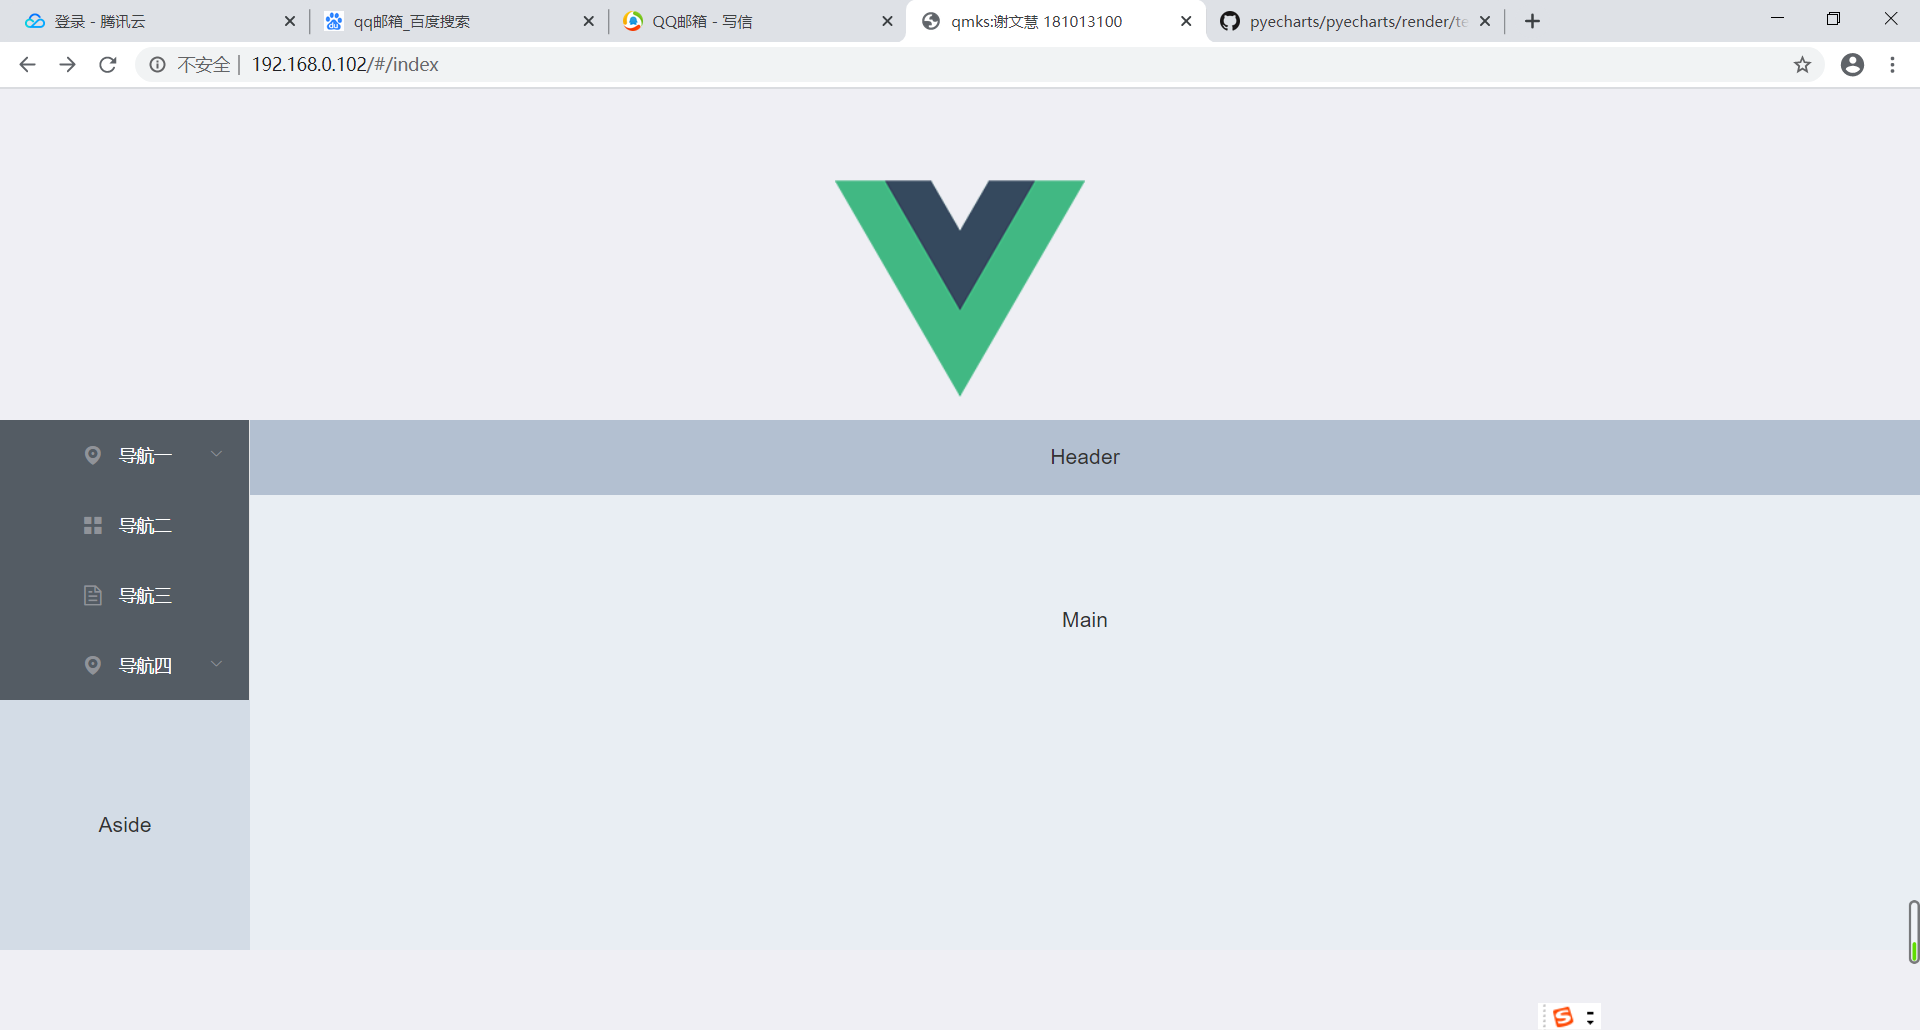 登录 - 腾讯云
qq邮箱_百度搜索
QQ邮箱 - 写信
qmks:谢文慧 181013100
pyecharts/pyecharts/render/te
不安全
192.168.0.102/#/index
导航一
Header
导航二
导航三
Main
导航四
Aside